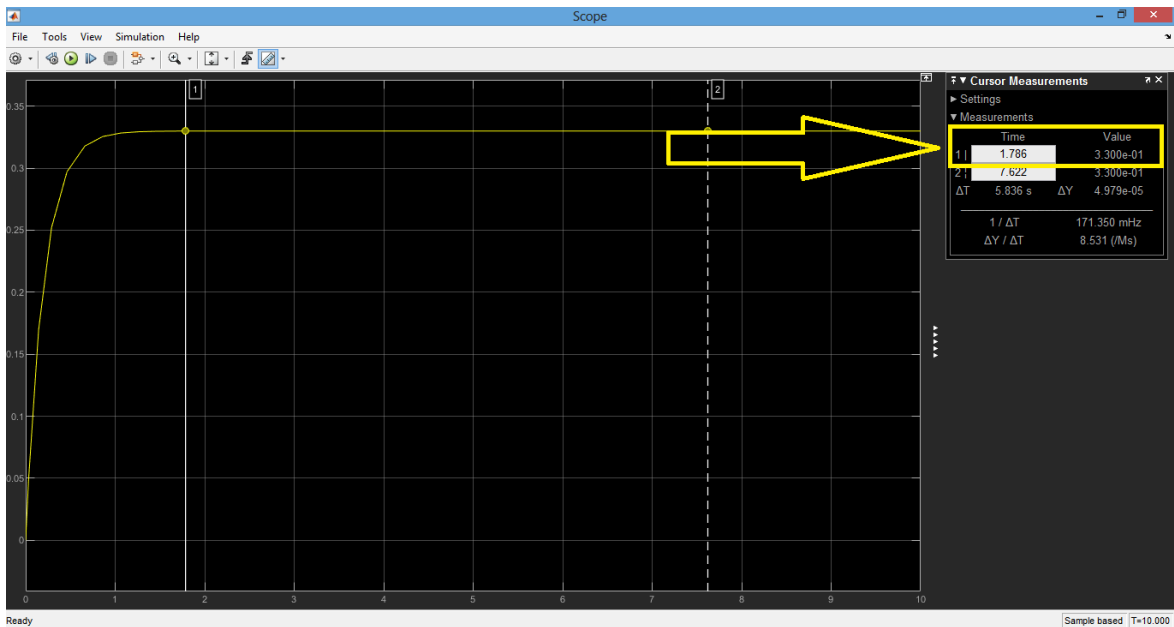 Scope
File Tools View Simulation Help
1
2
0.35
0.3
0.25
0.2
0.15
0.1
0.05
0
0 1 2 3 4 5 6 7 8 9 10
Cursor Measurements
Settings
Measurements
Time Value
1 1.786 3.300e-01
2 7.622 3.300e-01
ΔT 5.836 s ΔY 4.979e-05
1 / ΔT 171.350 mHz
ΔY / ΔT 8.531 (/Ms)
Ready Sample based T=10.000